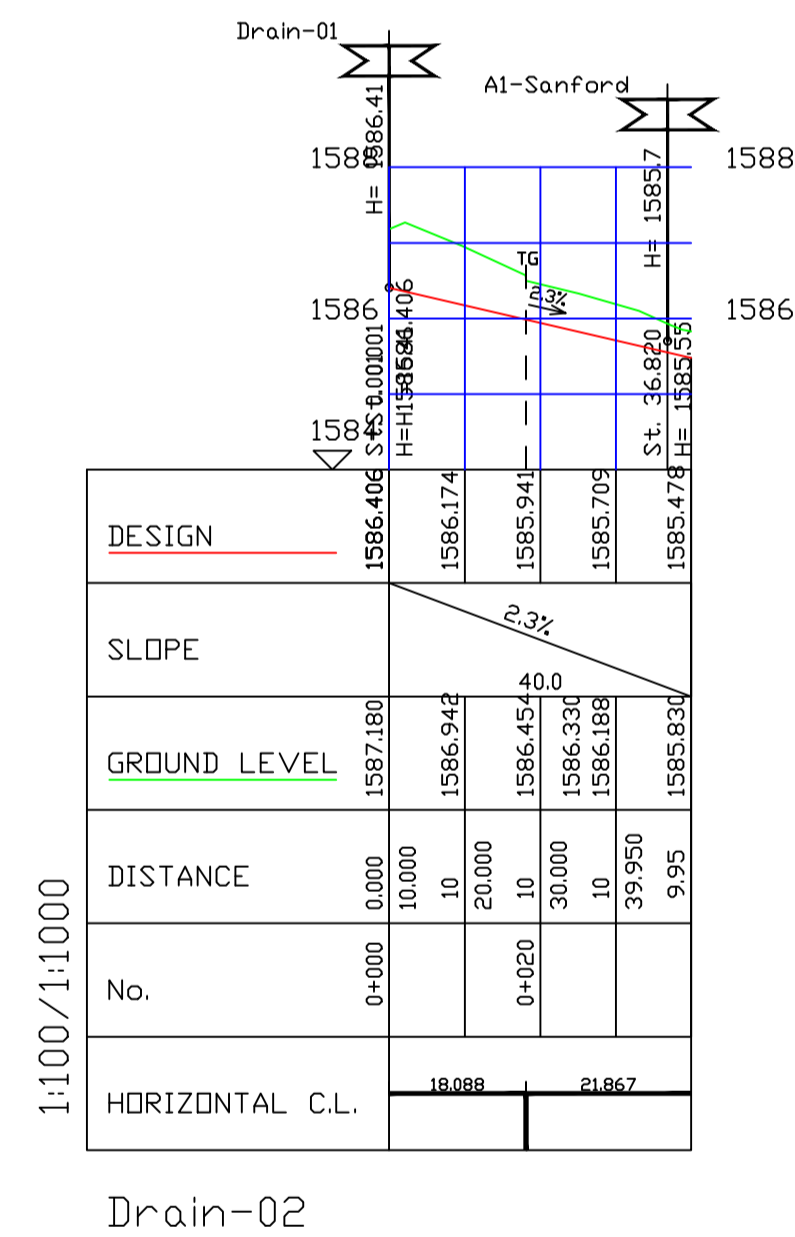 Drain-01
A1-Sanford
H= 1586.41
H= 1585.7
1588
1588
TG
2.3%
1586
1586
St. 36.820
H= 1585.55
1584
DESIGN
1586.406
1586.174
1585.941
1585.709
1585.478
SLOPE
2.3%
40.0
GROUND LEVEL
1587.180
1586.942
1586.454
1586.330
1586.188
1585.830
DISTANCE
0.000
10.000
10
20.000
10
30.000
10
39.950
9.95
No.
0+000
0+020
HORIZONTAL C.L.
18.088
21.867
1:100/1:1000
Drain-02